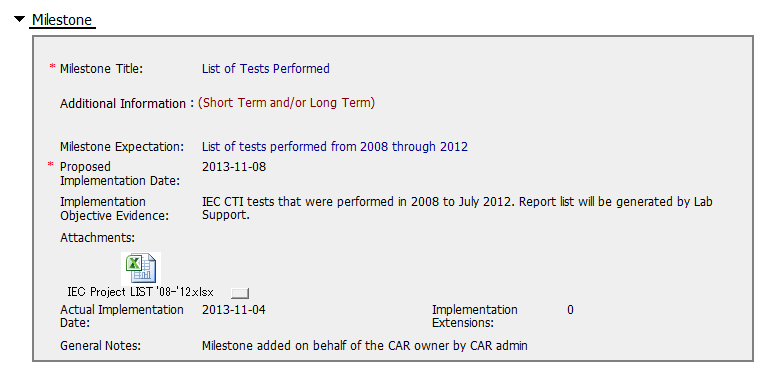 Milestone
* Milestone Title: List of Tests Performed
Additional Information : (Short Term and/or Long Term)
Milestone Expectation: List of tests performed from 2008 through 2012
* Proposed Implementation Date: 2013-11-08
Implementation Objective Evidence: IEC CTI tests that were performed in 2008 to July 2012. Report list will be generated by Lab Support.
Attachments:
IEC Project LIST '08-'12.xlsx
Actual Implementation Date: 2013-11-04 Implementation Extensions: 0
General Notes: Milestone added on behalf of the CAR owner by CAR admin